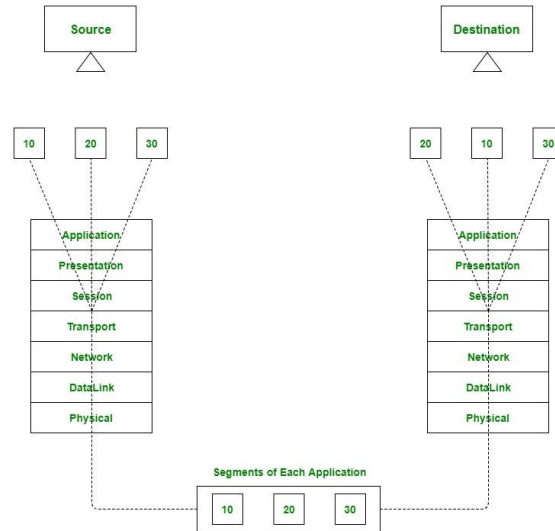 Source
Destination
10 20 30
20 10 30
Application
Presentation
Session
Transport
Network
DataLink
Physical
Application
Presentation
Session
Transport
Network
DataLink
Physical
Segments of Each Application
10 20 30